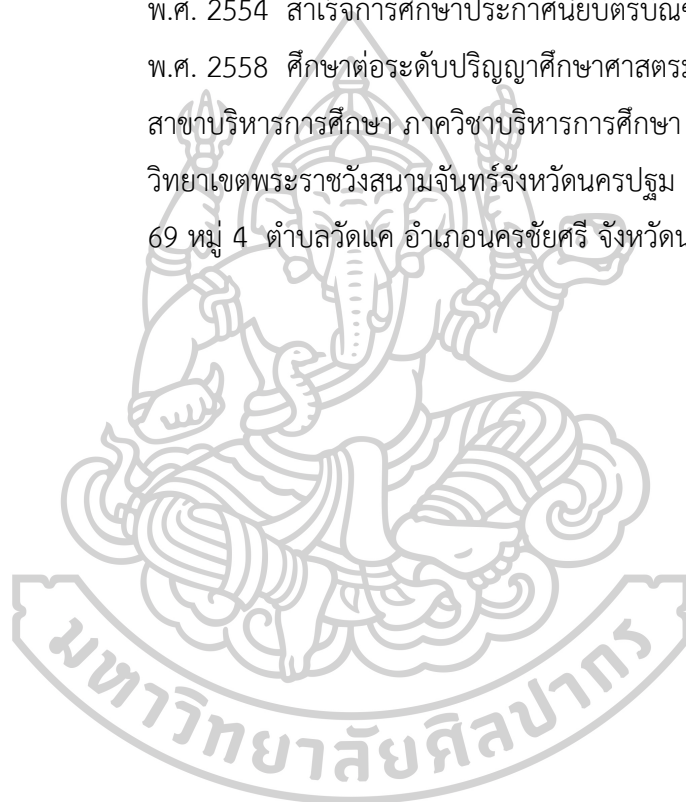 พ.ศ. 2554 สำเร็จการศึกษาประกาศนียบัตรบัณฑิต
พ.ศ. 2558 ศึกษาต่อระดับปริญญาศึกษาศาสตรม
สาขาบริหารการศึกษา ภาควิชาบริหารการศึกษา
วิทยาเขตพระราชวังสนามจันทร์จังหวัดนครปฐม
69 หมู่ 4 ตำบลวัดแค อำเภอนครชัยศรี จังหวัดน
มหาวิทยาลัยศิลปากร